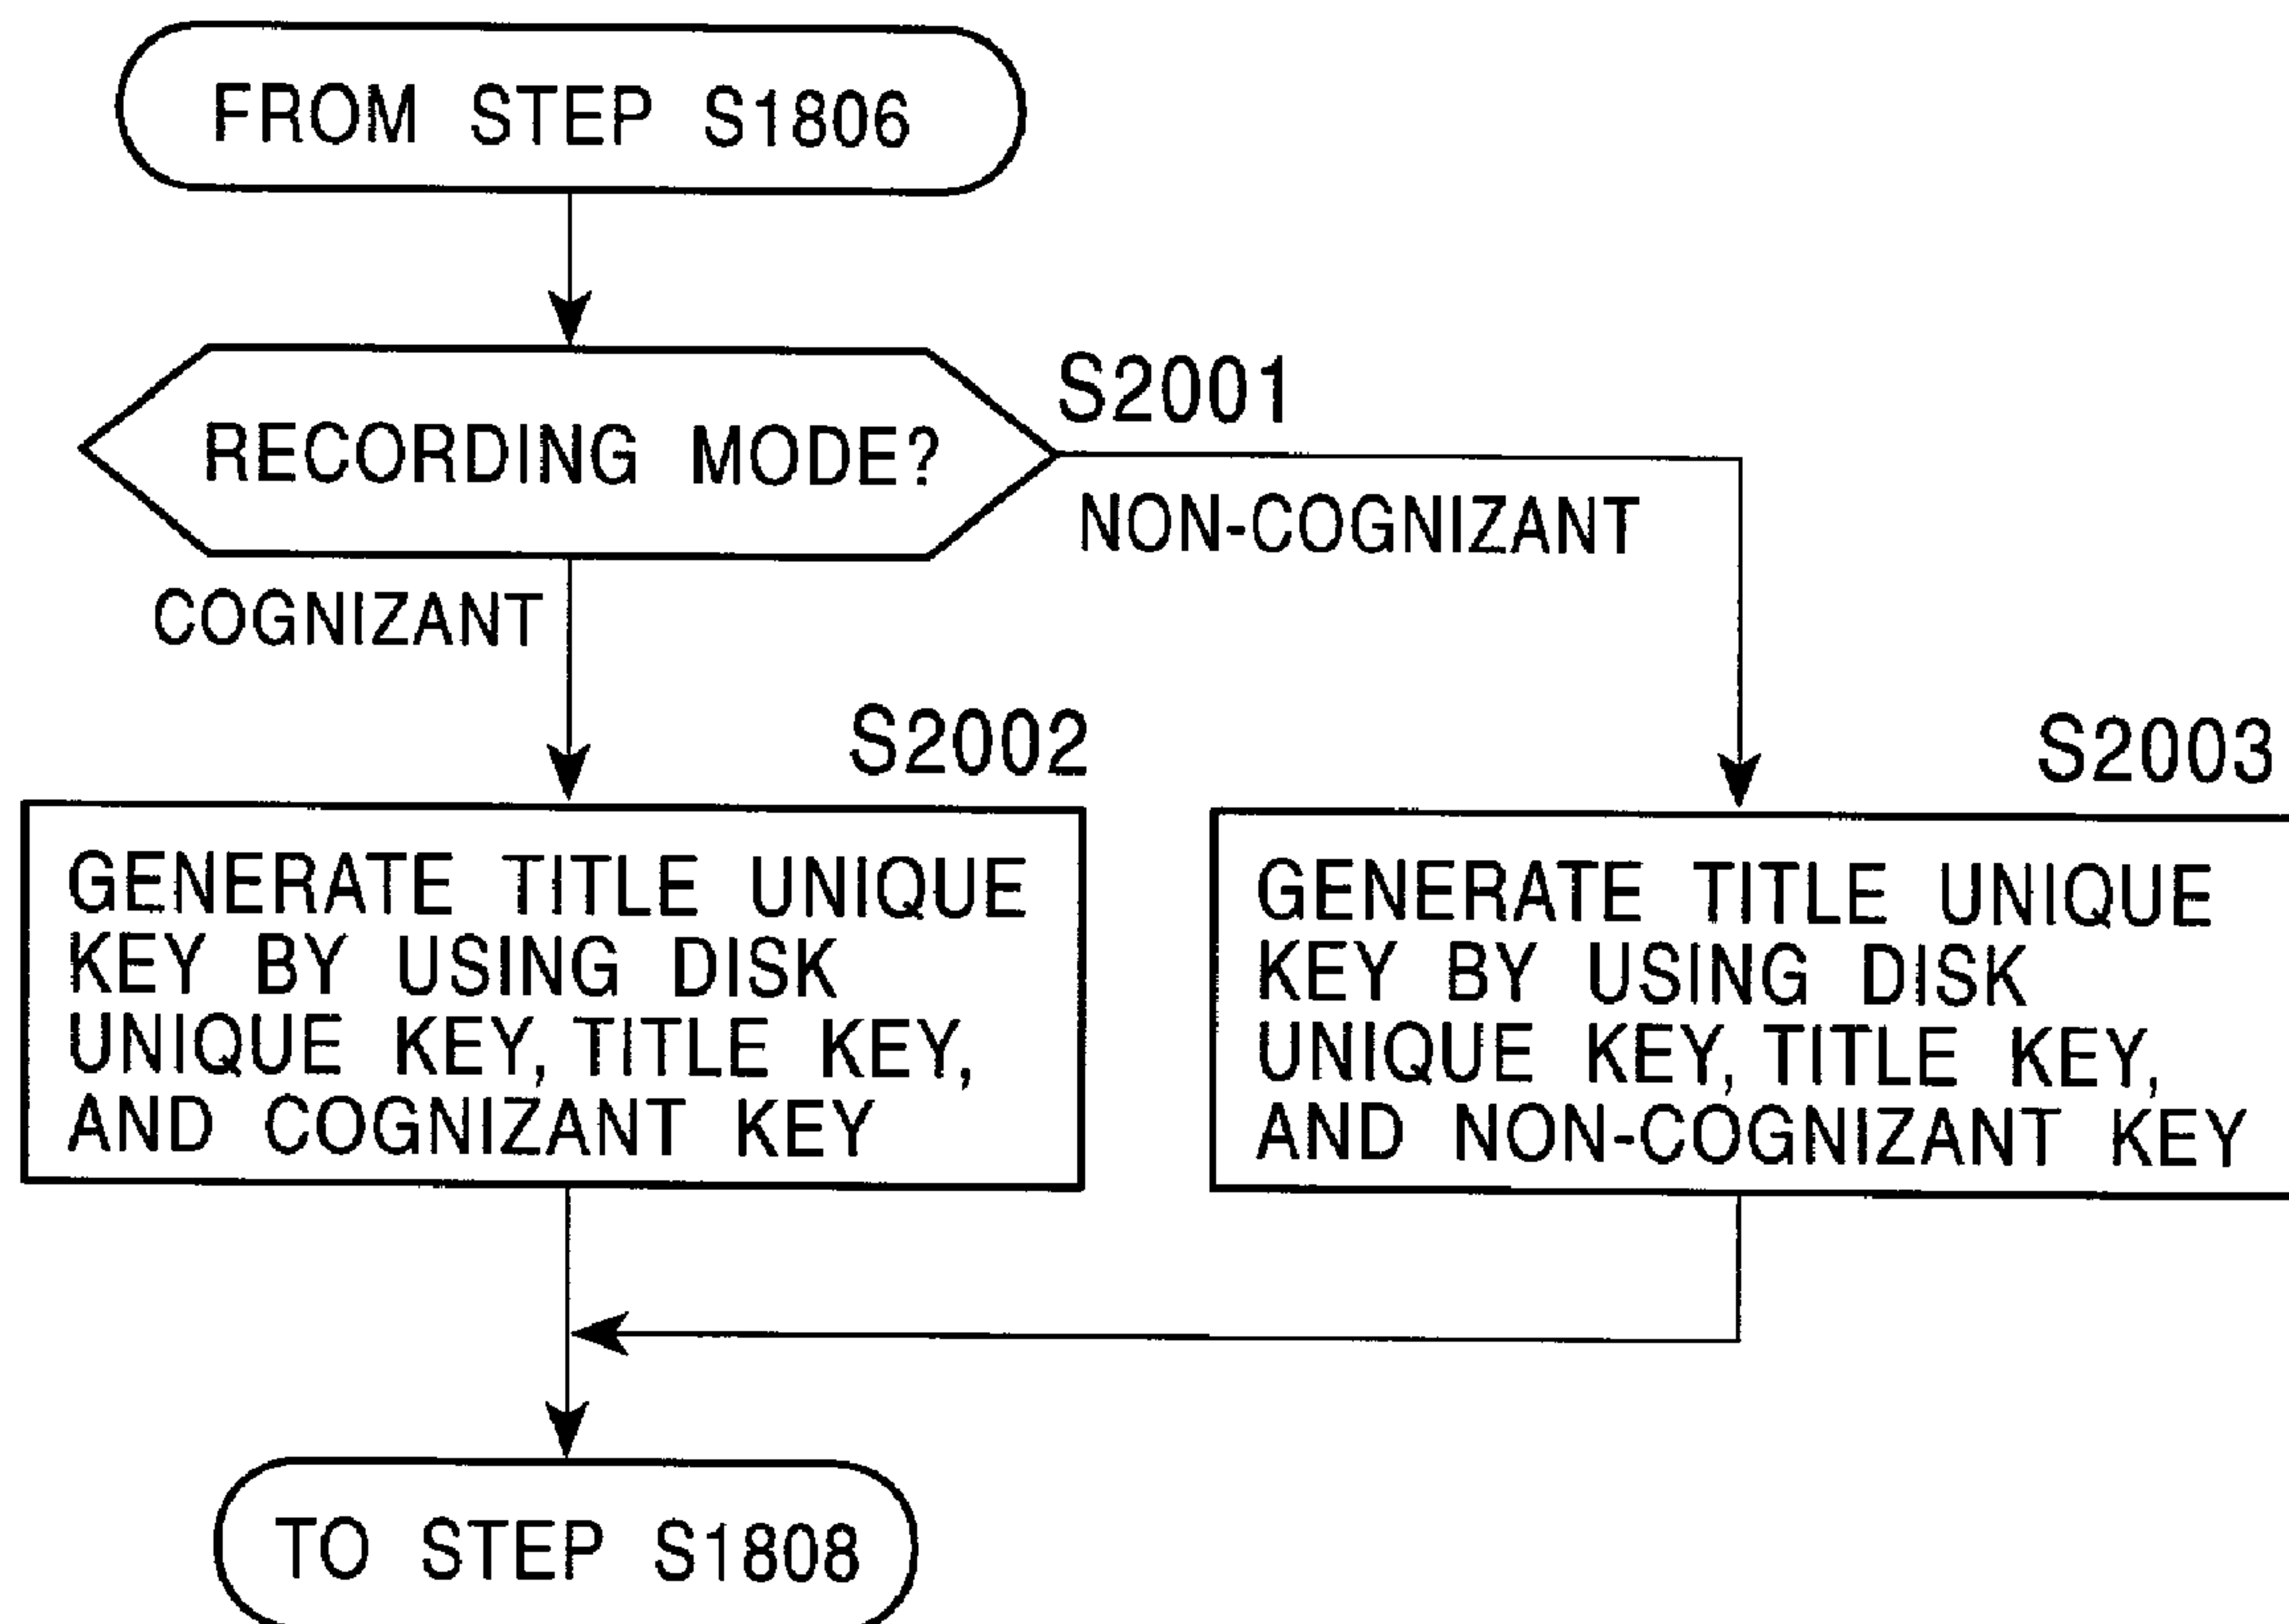 FROM STEP S1806
S2001
RECORDING MODE?
NON-COGNIZANT
COGNIZANT
S2002
GENERATE TITLE UNIQUE
KEY BY USING DISK
UNIQUE KEY, TITLE KEY,
AND COGNIZANT KEY
S2003
GENERATE TITLE UNIQUE
KEY BY USING DISK
UNIQUE KEY, TITLE KEY,
AND NON-COGNIZANT KEY
TO STEP S1808